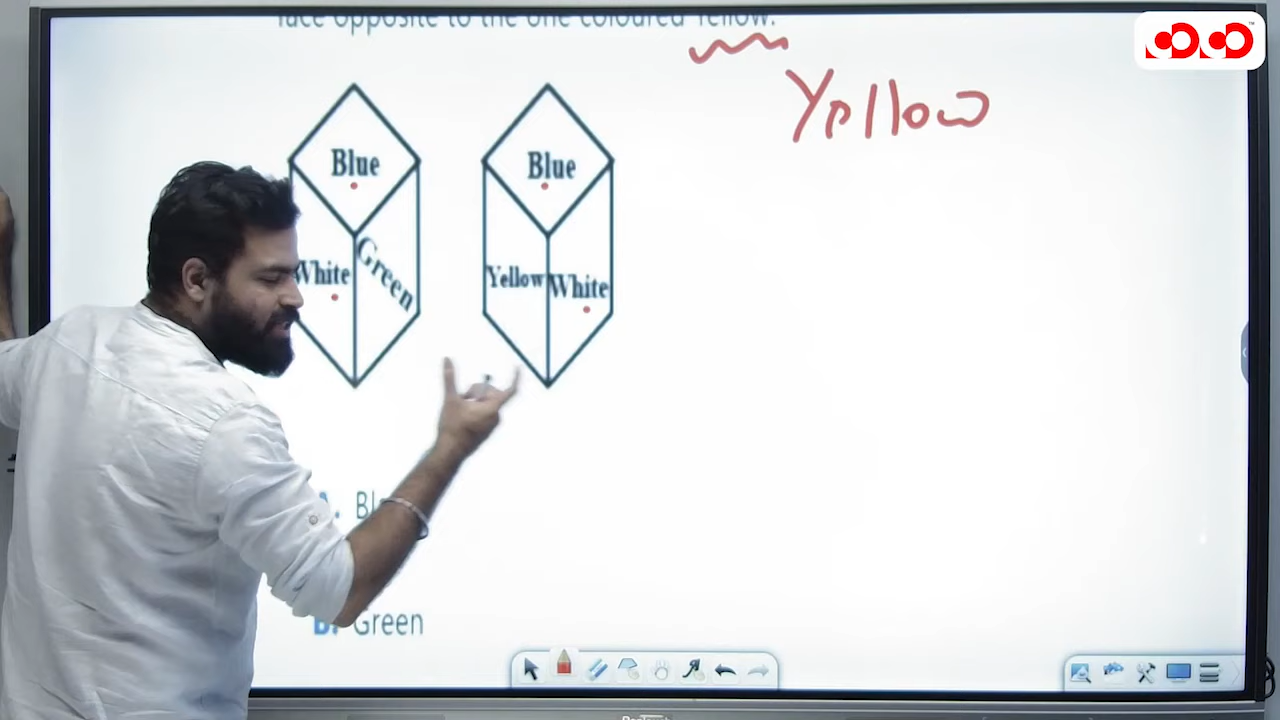 face opposite to the one coloured Yellow.
Yellow
Blue
White
Green
Blue
Yellow
White
B. Green